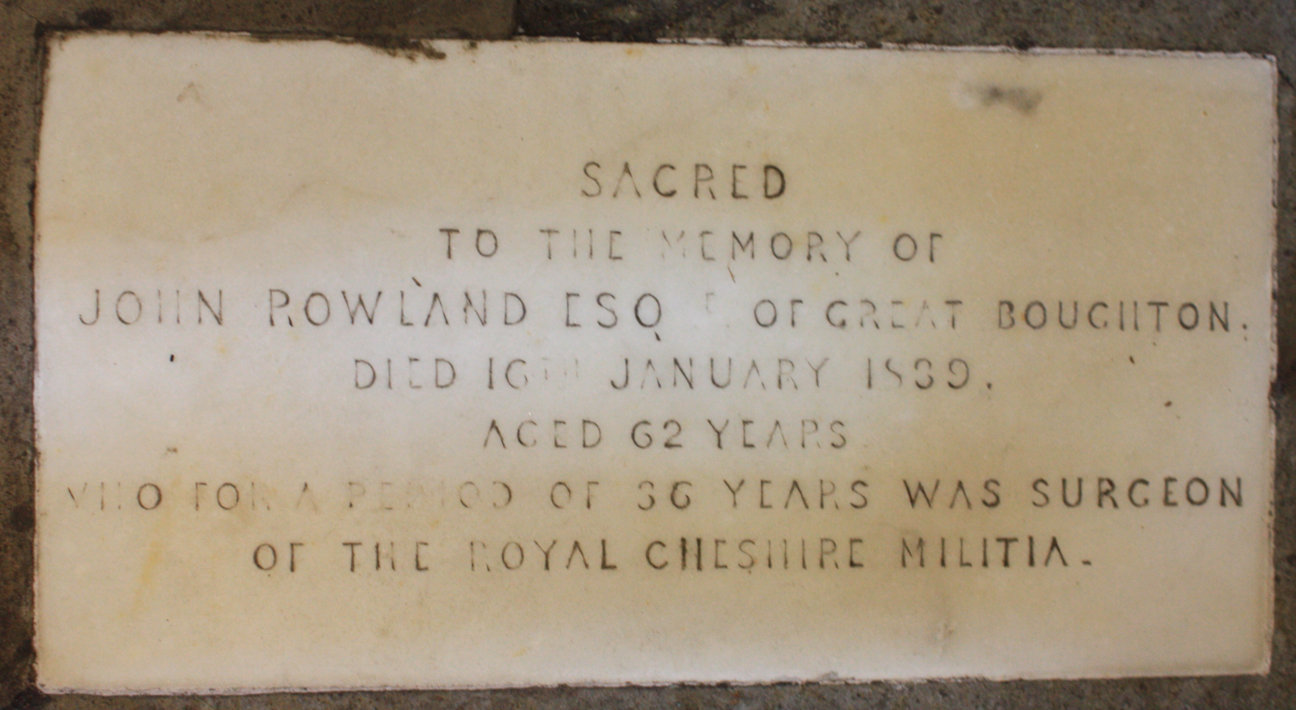 SACRED
TO THE MEMORY OF
JOHN ROWLAND ESQ OF GREAT BOUGHTON.
DIED 16TH JANUARY 1839.
AGED 62 YEARS
WHO FOR A PERIOD OF 36 YEARS WAS SURGEON
OF THE ROYAL CHESHIRE MILITIA.